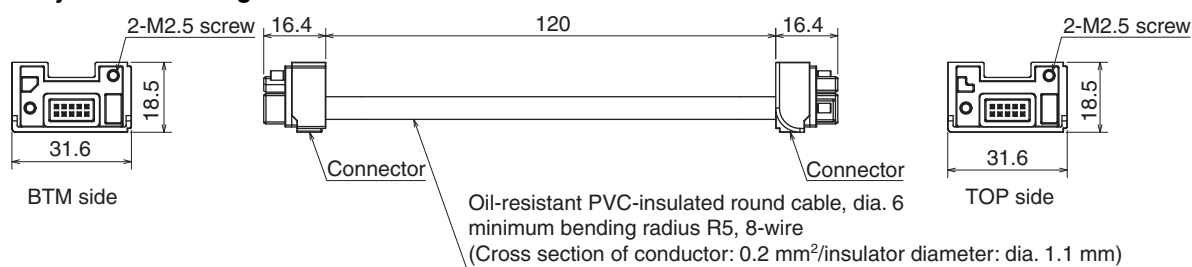 2-M2.5 screw
16.4
120
16.4
2-M2.5 screw
18.5
31.6
BTM side
Connector
Connector
18.5
31.6
TOP side
Oil-resistant PVC-insulated round cable, dia. 6
minimum bending radius R5, 8-wire
(Cross section of conductor: 0.2 mm²/insulator diameter: dia. 1.1 mm)